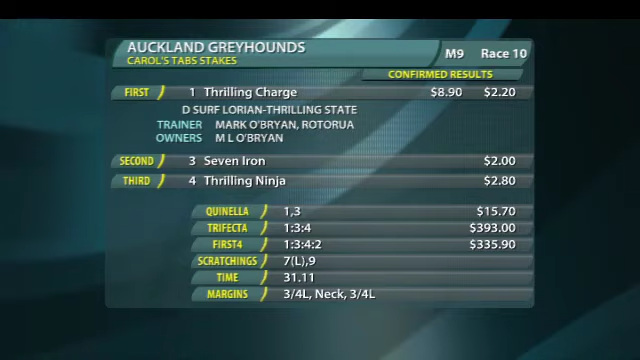 AUCKLAND GREYHOUNDS
CAROL'S TABS STAKES
M9 Race 10
CONFIRMED RESULTS
FIRST 1 Thrilling Charge $8.90 $2.20
D SURF LORIAN-THRILLING STATE
TRAINER MARK O'BRYAN, ROTORUA
OWNERS M L O'BRYAN
SECOND 3 Seven Iron $2.00
THIRD 4 Thrilling Ninja $2.80
QUINELLA 1,3 $15.70
TRIFECTA 1:3:4 $393.00
FIRST4 1:3:4:2 $335.90
SCRATCHINGS 7(L),9
TIME 31.11
MARGINS 3/4L, Neck, 3/4L